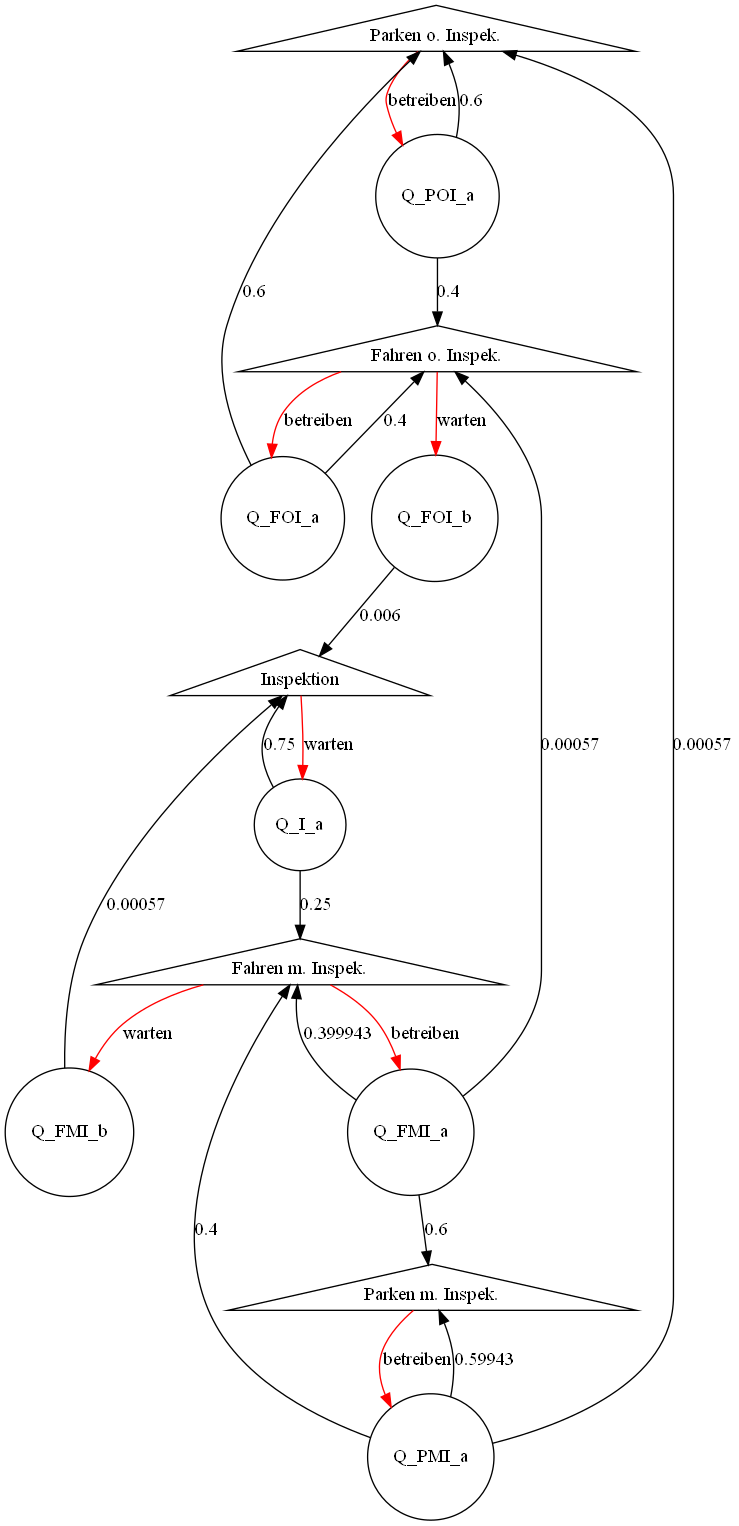 Parken o. Inspek.
betreiben
0.6
Q_POI_a
0.6
0.4
Fahren o. Inspek.
betreiben
0.4
warten
Q_FOI_a
Q_FOI_b
0.006
Inspektion
0.75
warten
0.00057
0.00057
Q_I_a
0.00057
0.25
Fahren m. Inspek.
warten
0.399943
betreiben
Q_FMI_b
Q_FMI_a
0.4
0.6
Parken m. Inspek.
betreiben
0.59943
Q_PMI_a